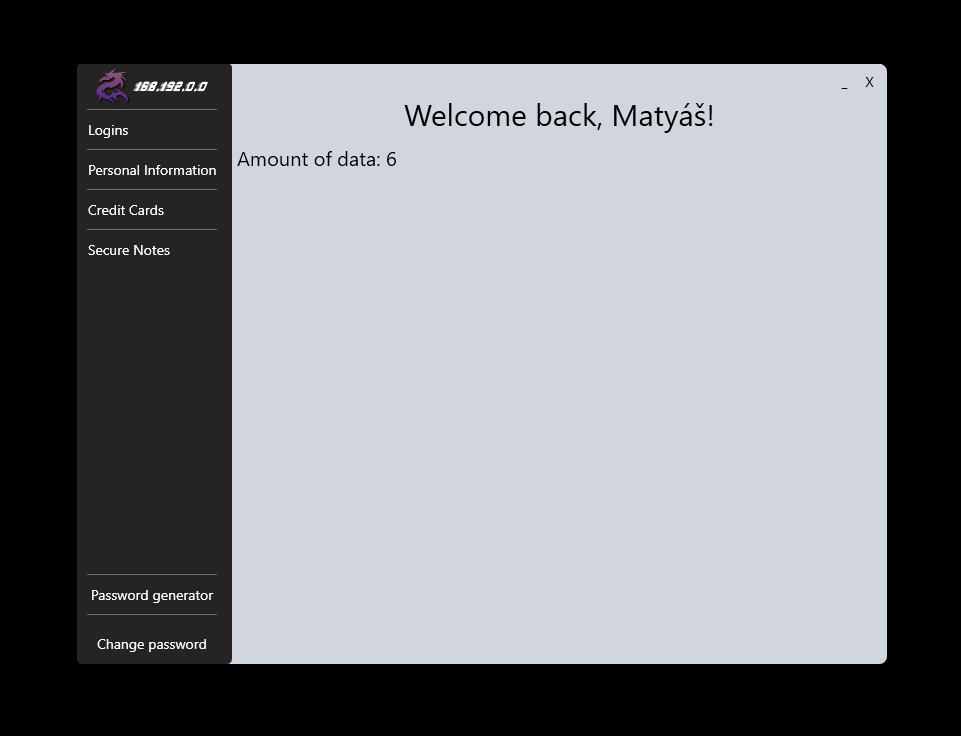 168.192.0.0
Logins
Personal Information
Credit Cards
Secure Notes
Password generator
Change password
_ X
Welcome back, Matyáš!
Amount of data: 6